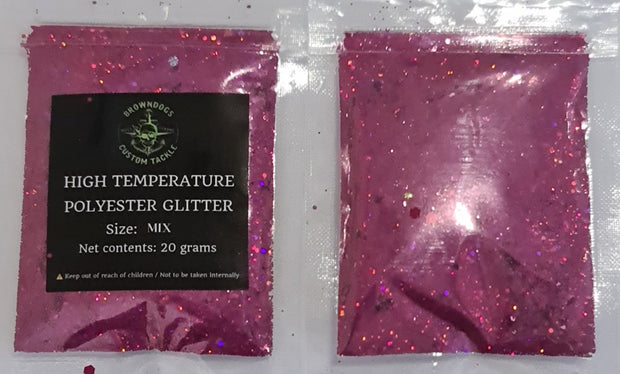 BROWNDOGS
CUSTOM TACKLE
HIGH TEMPERATURE
POLYESTER GLITTER
Size: MIX
Net contents: 20 grams
⚠ Keep out of reach of children / Not to be taken internally